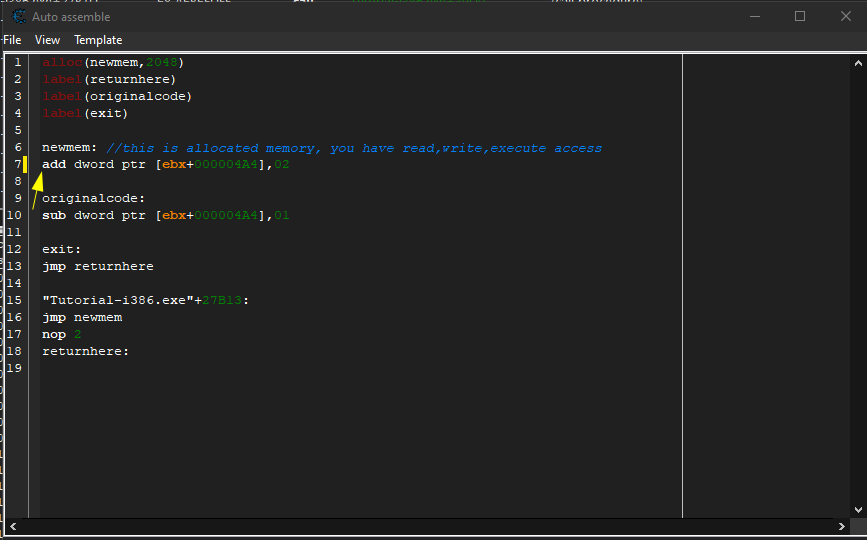 Auto assemble
File View Template
1 alloc(newmem,2048)
2 label(returnhere)
3 label(originalcode)
4 label(exit)
5
6 newmem: //this is allocated memory, you have read,write,execute access
7 add dword ptr [ebx+000004A4],02
8
9 originalcode:
10 sub dword ptr [ebx+000004A4],01
11
12 exit:
13 jmp returnhere
14
15 "Tutorial-i386.exe"+27B13:
16 jmp newmem
17 nop 2
18 returnhere:
19